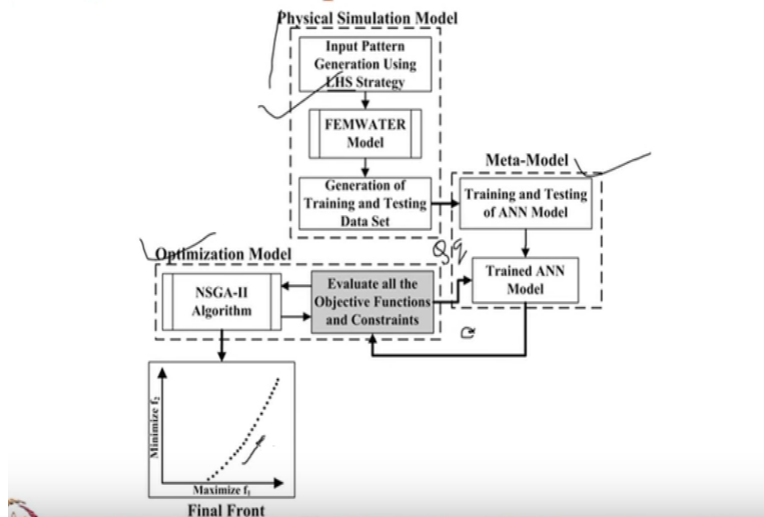 Physical Simulation Model
Input Pattern
Generation Using
LHS Strategy
FEMWATER
Model
Generation of
Training and Testing
Data Set
Meta-Model
Training and Testing
of ANN Model
Trained ANN
Model
Optimization Model
NSGA-II
Algorithm
Evaluate all the
Objective Functions
and Constraints
Minimize f₂
Maximize f₁
Final Front